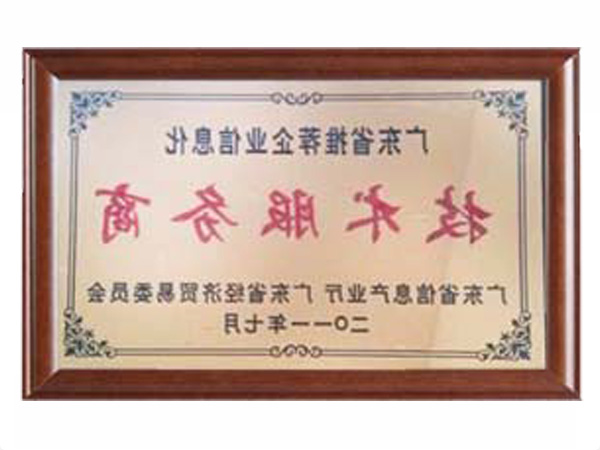 广东省推荐企业信息化
技术服务商
广东省信息产业厅 广东省经济贸易委员会
二〇一一年七月